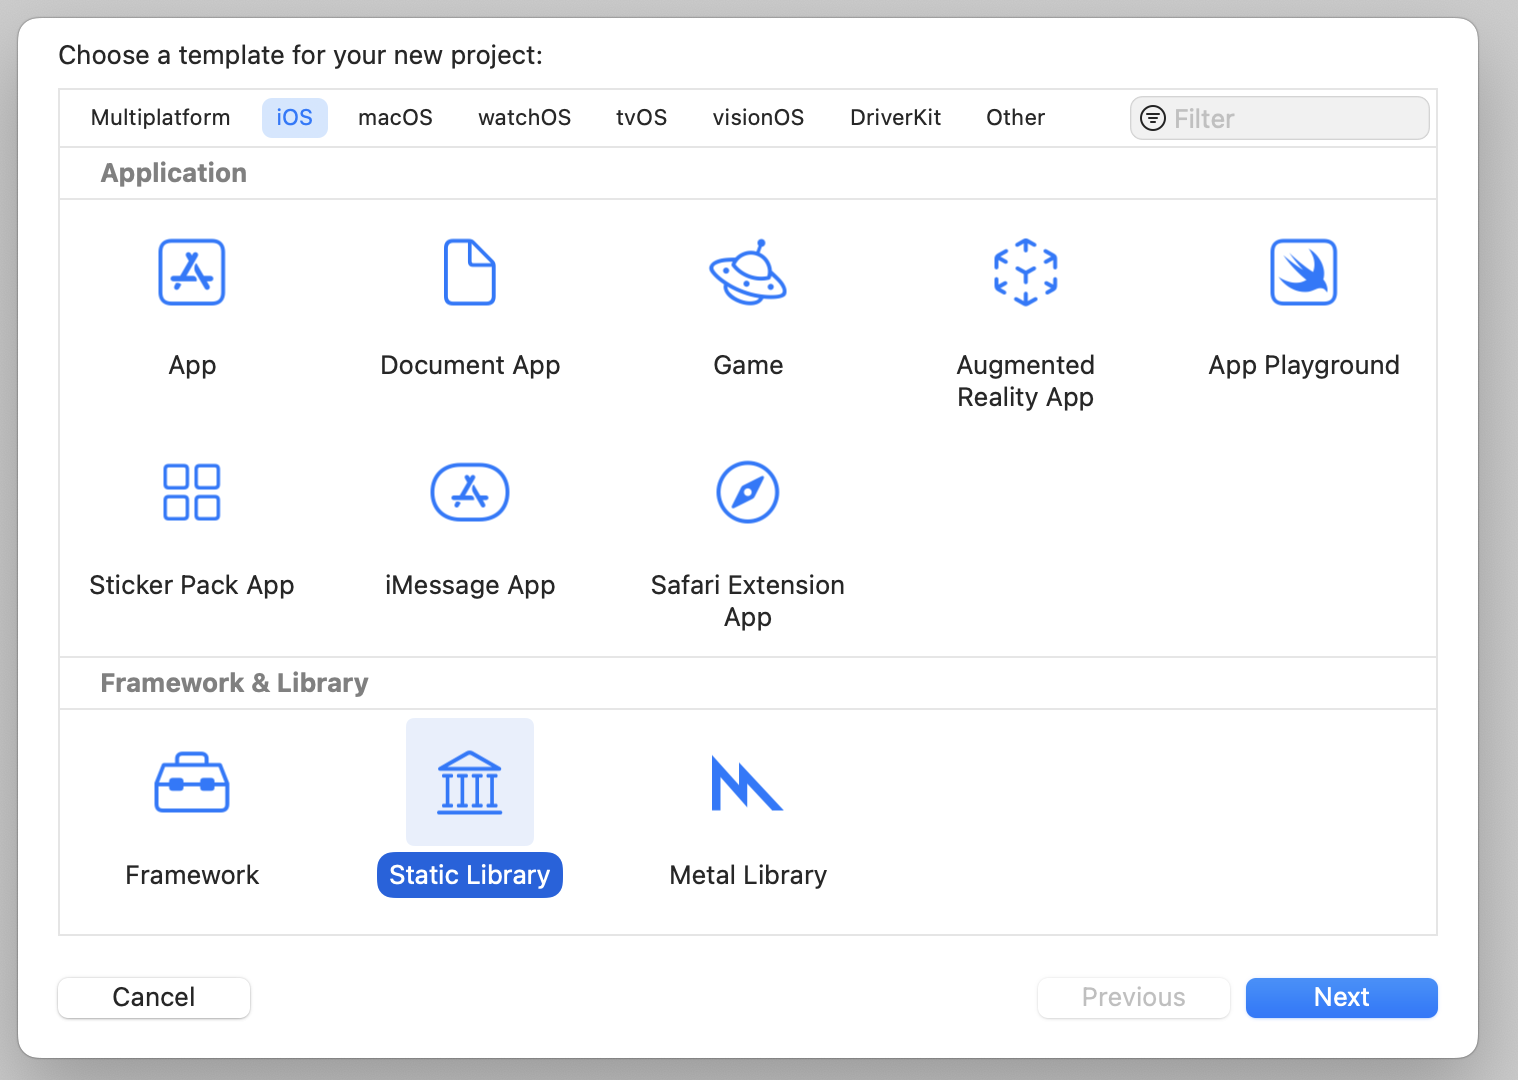 Choose a template for your new project:
Multiplatform iOS macOS watchOS tvOS visionOS DriverKit Other Filter
Application
App Document App Game Augmented Reality App App Playground
Sticker Pack App iMessage App Safari Extension App
Framework & Library
Framework Static Library Metal Library
Cancel Previous Next